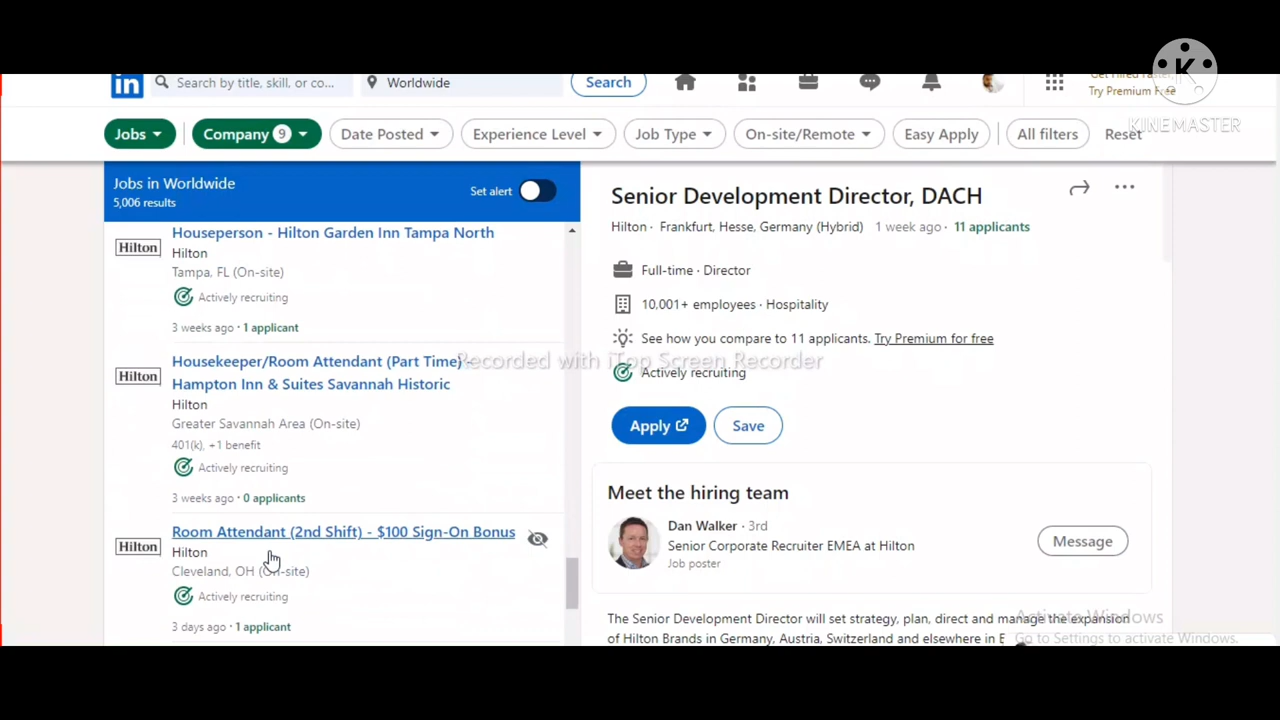 in
Search by title, skill, or co...
Worldwide
Search
Try Premium Free
K
KINEMASTER
Jobs
Company 9
Date Posted
Experience Level
Job Type
On-site/Remote
Easy Apply
All filters
Reset
Jobs in Worldwide
5,006 results
Set alert
Hilton
Houseperson - Hilton Garden Inn Tampa North
Hilton
Tampa, FL (On-site)
Actively recruiting
3 weeks ago · 1 applicant
Hilton
Housekeeper/Room Attendant (Part Time) -
Hampton Inn & Suites Savannah Historic
Hilton
Greater Savannah Area (On-site)
401(k), +1 benefit
Actively recruiting
3 weeks ago · 0 applicants
Hilton
Room Attendant (2nd Shift) - $100 Sign-On Bonus
Hilton
Cleveland, OH (On-site)
Actively recruiting
3 days ago · 1 applicant
Senior Development Director, DACH
Hilton · Frankfurt, Hesse, Germany (Hybrid) 1 week ago · 11 applicants
Full-time · Director
10,001+ employees · Hospitality
See how you compare to 11 applicants. Try Premium for free
Recorded with iTop Screen Recorder
Actively recruiting
Apply
Save
Meet the hiring team
Dan Walker · 3rd
Senior Corporate Recruiter EMEA at Hilton
Job poster
Message
The Senior Development Director will set strategy, plan, direct and manage the expansion
of Hilton Brands in Germany, Austria, Switzerland and elsewhere in
Activate Windows
Go to Settings to activate Windows.